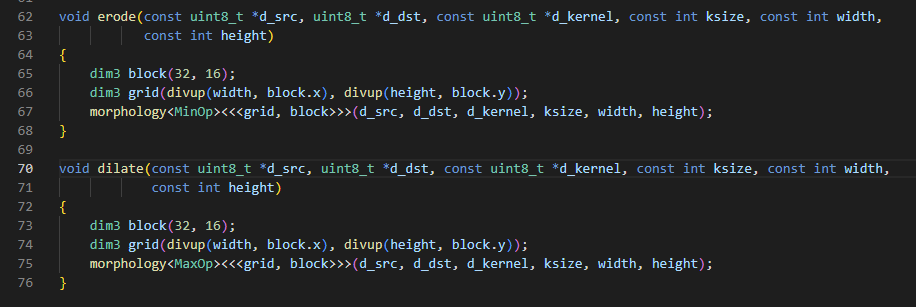 62 void erode(const uint8_t *d_src, uint8_t *d_dst, const uint8_t *d_kernel, const int ksize, const int width,
63            const int height)
64 {
65     dim3 block(32, 16);
66     dim3 grid(divup(width, block.x), divup(height, block.y));
67     morphology<MinOp><<<grid, block>>>(d_src, d_dst, d_kernel, ksize, width, height);
68 }
69
70 void dilate(const uint8_t *d_src, uint8_t *d_dst, const uint8_t *d_kernel, const int ksize, const int width,
71             const int height)
72 {
73     dim3 block(32, 16);
74     dim3 grid(divup(width, block.x), divup(height, block.y));
75     morphology<MaxOp><<<grid, block>>>(d_src, d_dst, d_kernel, ksize, width, height);
76 }